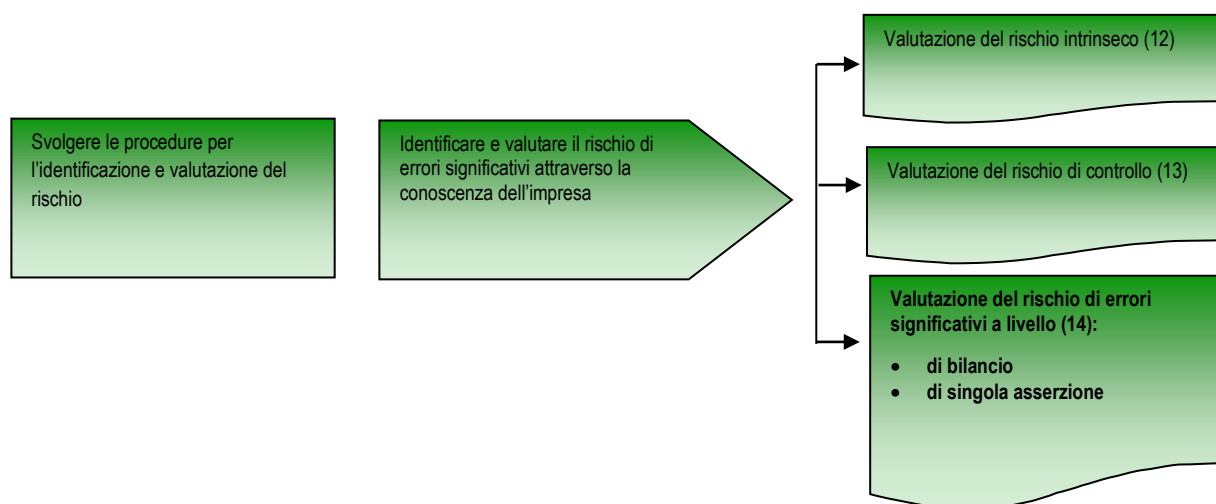 Svolgere le procedure per
l'identificazione e valutazione del
rischio
Identificare e valutare il rischio di
errori significativi attraverso la
conoscenza dell'impresa
Valutazione del rischio intrinseco (12)
Valutazione del rischio di controllo (13)
Valutazione del rischio di errori
significativi a livello (14):
• di bilancio
• di singola asserzione